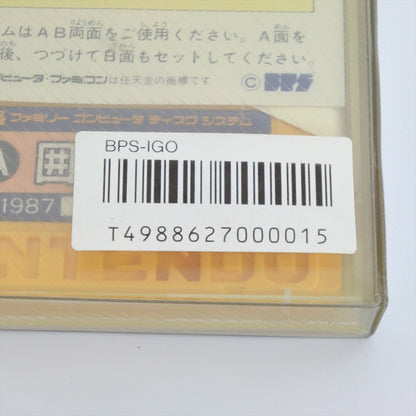 ムはAB両面をご使用ください。A面を
後、つづけてB面もセットしてください。
ピュータ・ファミコンは任天堂の商標です
© BPS
ファミリー コンピュータ ディスク システム
A 囲
1987
BPS-IGO
T4988627000015
NINTENDO